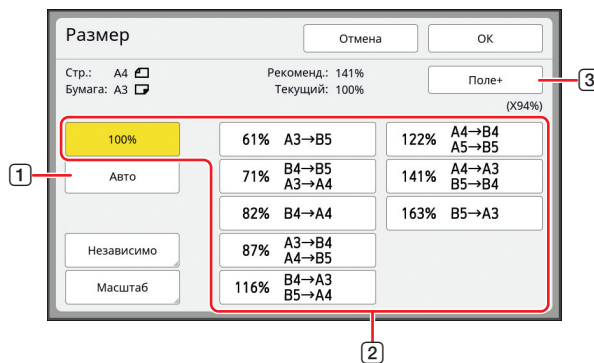 Размер
Отмена
ОК
Стр.: A4
Рекоменд.: 141%
Бумага: A3
Текущий: 100%
Поле+
3
(X94%)
100%
61% A3→B5
122% A4→B4
A5→B5
1
Авто
71% B4→B5
A3→A4
141% A4→A3
B5→B4
82% B4→A4
163% B5→A3
Независимо
87% A3→B4
A4→B5
Масштаб
116% B4→A3
B5→A4
2